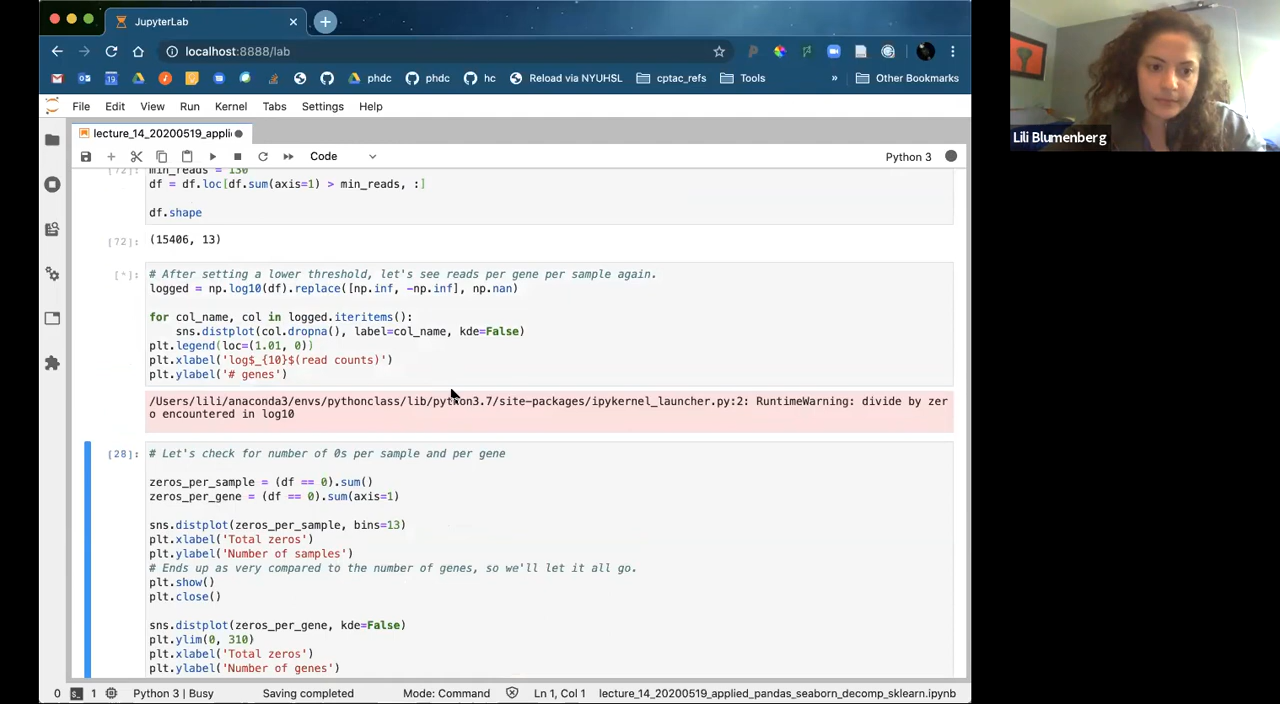 JupyterLab
localhost:8888/lab
phdc
phdc
hc
Reload via NYUHSL
cptac_refs
Tools
»
Other Bookmarks
File Edit View Run Kernel Tabs Settings Help
lecture_14_20200519_appli
Code
Python 3
[72]:
min_reads = 130
df = df.loc[df.sum(axis=1) > min_reads, :]
df.shape
[72]: (15406, 13)
[*]: # After setting a lower threshold, let's see reads per gene per sample again.
logged = np.log10(df).replace([np.inf, -np.inf], np.nan)
for col_name, col in logged.iteritems():
sns.distplot(col.dropna(), label=col_name, kde=False)
plt.legend(loc=(1.01, 0))
plt.xlabel('log$_{10}$(read counts)')
plt.ylabel('# genes')
/Users/lili/anaconda3/envs/pythonclass/lib/python3.7/site-packages/ipykernel_launcher.py:2: RuntimeWarning: divide by zer
o encountered in log10
[28]: # Let's check for number of 0s per sample and per gene
zeros_per_sample = (df == 0).sum()
zeros_per_gene = (df == 0).sum(axis=1)
sns.distplot(zeros_per_sample, bins=13)
plt.xlabel('Total zeros')
plt.ylabel('Number of samples')
# Ends up as very compared to the number of genes, so we'll let it all go.
plt.show()
plt.close()
sns.distplot(zeros_per_gene, kde=False)
plt.ylim(0, 310)
plt.xlabel('Total zeros')
plt.ylabel('Number of genes')
0 1 Python 3 | Busy Saving completed Mode: Command Ln 1, Col 1 lecture_14_20200519_applied_pandas_seaborn_decomp_sklearn.ipynb
Lili Blumenberg